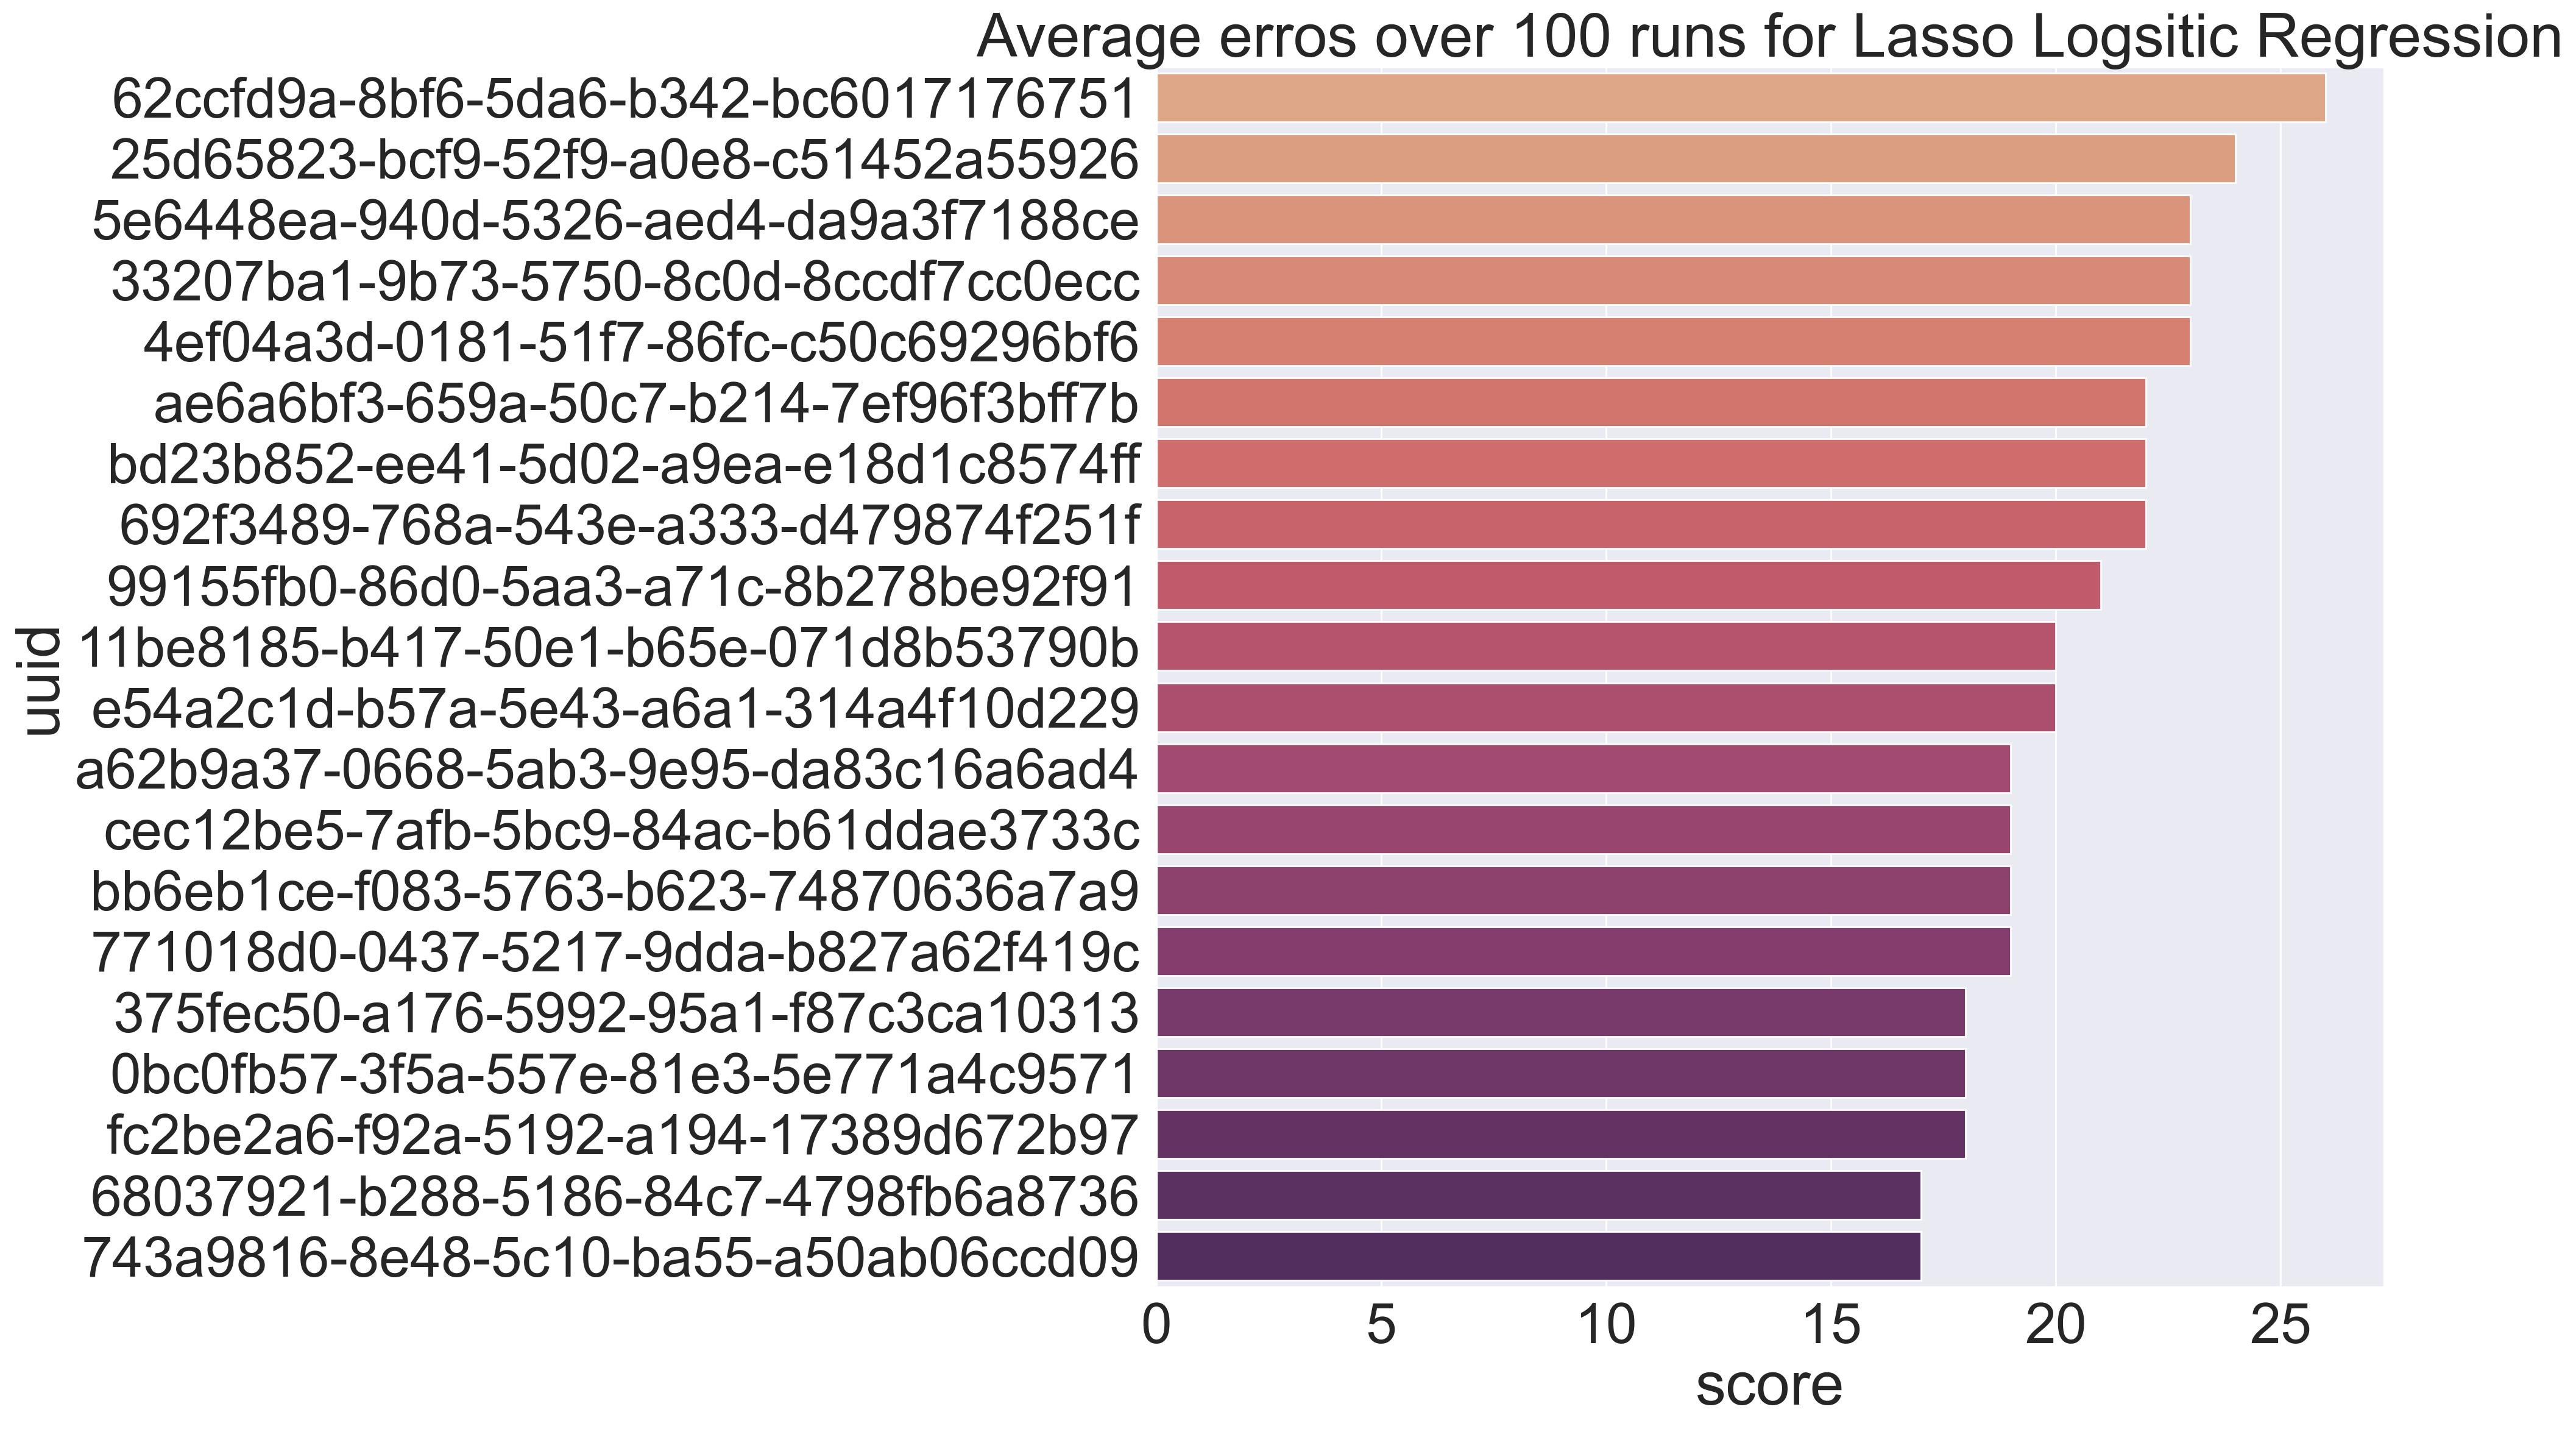 Average erros over 100 runs for Lasso Logsitic Regression
62ccfd9a-8bf6-5da6-b342-bc6017176751
25d65823-bcf9-52f9-a0e8-c51452a55926
5e6448ea-940d-5326-aed4-da9a3f7188ce
33207ba1-9b73-5750-8c0d-8ccdf7cc0ecc
4ef04a3d-0181-51f7-86fc-c50c69296bf6
ae6a6bf3-659a-50c7-b214-7ef96f3bff7b
bd23b852-ee41-5d02-a9ea-e18d1c8574ff
692f3489-768a-543e-a333-d479874f251f
99155fb0-86d0-5aa3-a71c-8b278be92f91
11be8185-b417-50e1-b65e-071d8b53790b
e54a2c1d-b57a-5e43-a6a1-314a4f10d229
a62b9a37-0668-5ab3-9e95-da83c16a6ad4
cec12be5-7afb-5bc9-84ac-b61ddae3733c
bb6eb1ce-f083-5763-b623-74870636a7a9
771018d0-0437-5217-9dda-b827a62f419c
375fec50-a176-5992-95a1-f87c3ca10313
0bc0fb57-3f5a-557e-81e3-5e771a4c9571
fc2be2a6-f92a-5192-a194-17389d672b97
68037921-b288-5186-84c7-4798fb6a8736
743a9816-8e48-5c10-ba55-a50ab06ccd09
uuid
0 5 10 15 20 25
score